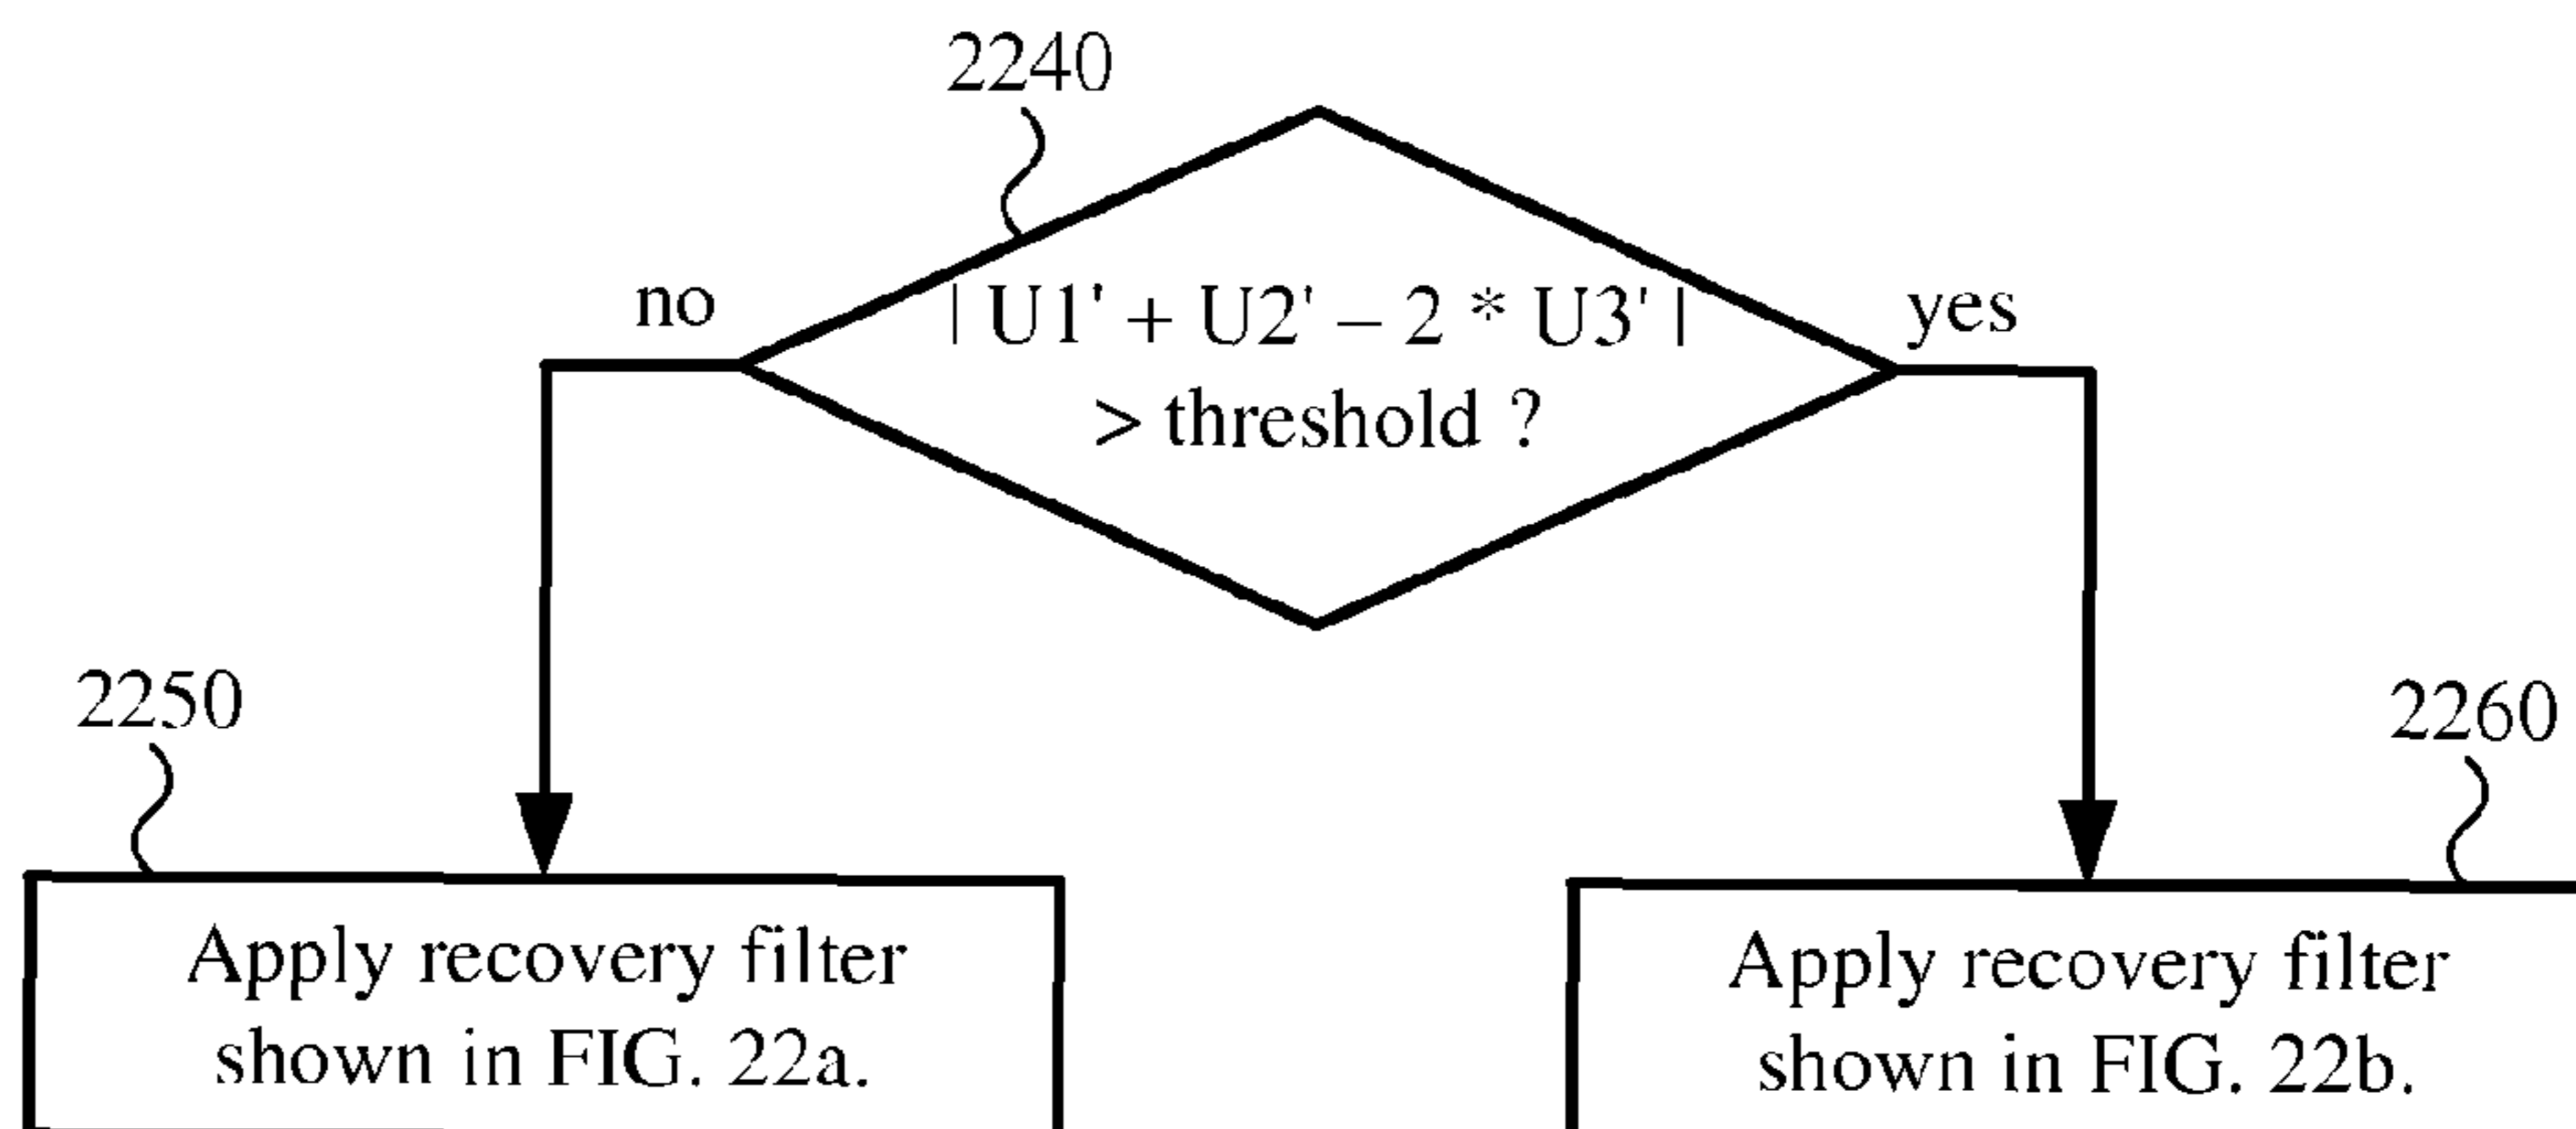 2240
no
| U1' + U2' – 2 * U3' |
> threshold ?
yes
2250
2260
Apply recovery filter
shown in FIG. 22a.
Apply recovery filter
shown in FIG. 22b.